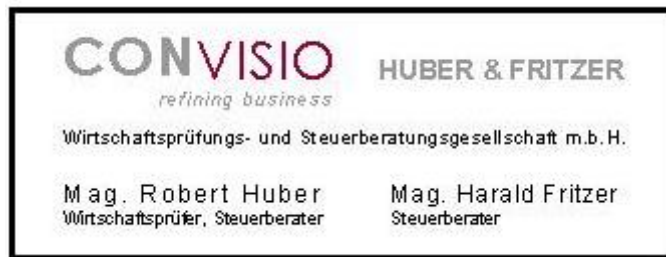 CONVISIO HUBER & FRITZER
refining business
Wirtschaftsprüfungs- und Steuerberatungsgesellschaft m.b.H.
Mag. Robert Huber Mag. Harald Fritzer
Wirtschaftsprüfer, Steuerberater Steuerberater